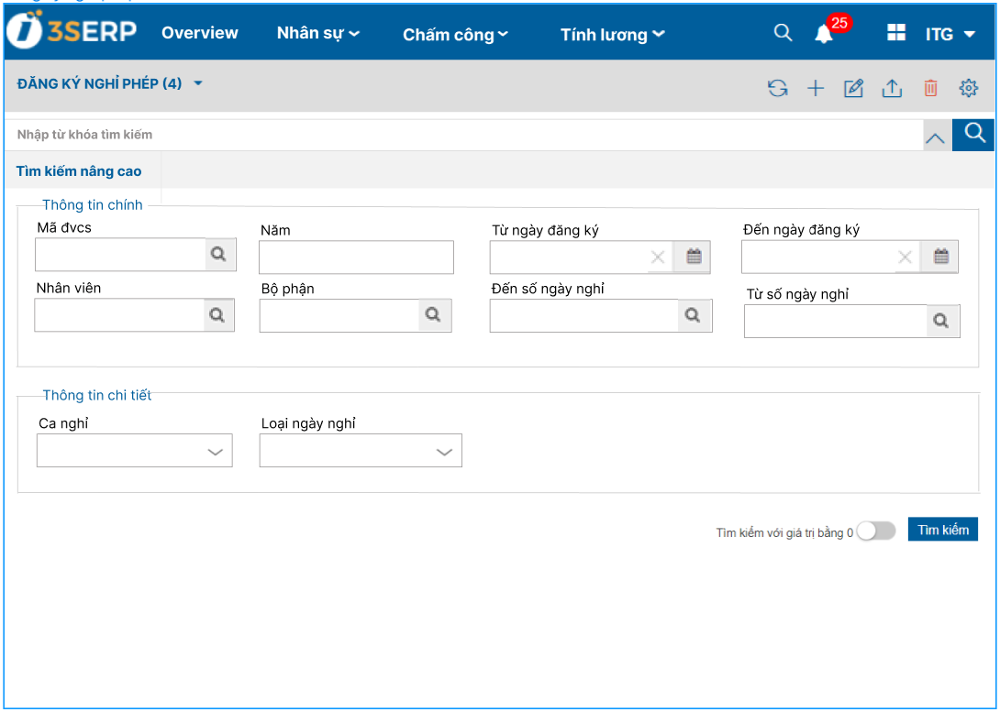 3SERP Overview Nhân sự Chấm công Tính lương 25 ITG
ĐĂNG KÝ NGHỈ PHÉP (4)
Nhập từ khóa tìm kiếm
Tìm kiếm nâng cao
Thông tin chính
Mã đvcs Năm Từ ngày đăng ký Đến ngày đăng ký
Nhân viên Bộ phận Đến số ngày nghỉ Từ số ngày nghỉ
Thông tin chi tiết
Ca nghỉ Loại ngày nghỉ
Tìm kiếm với giá trị bằng 0 Tìm kiếm